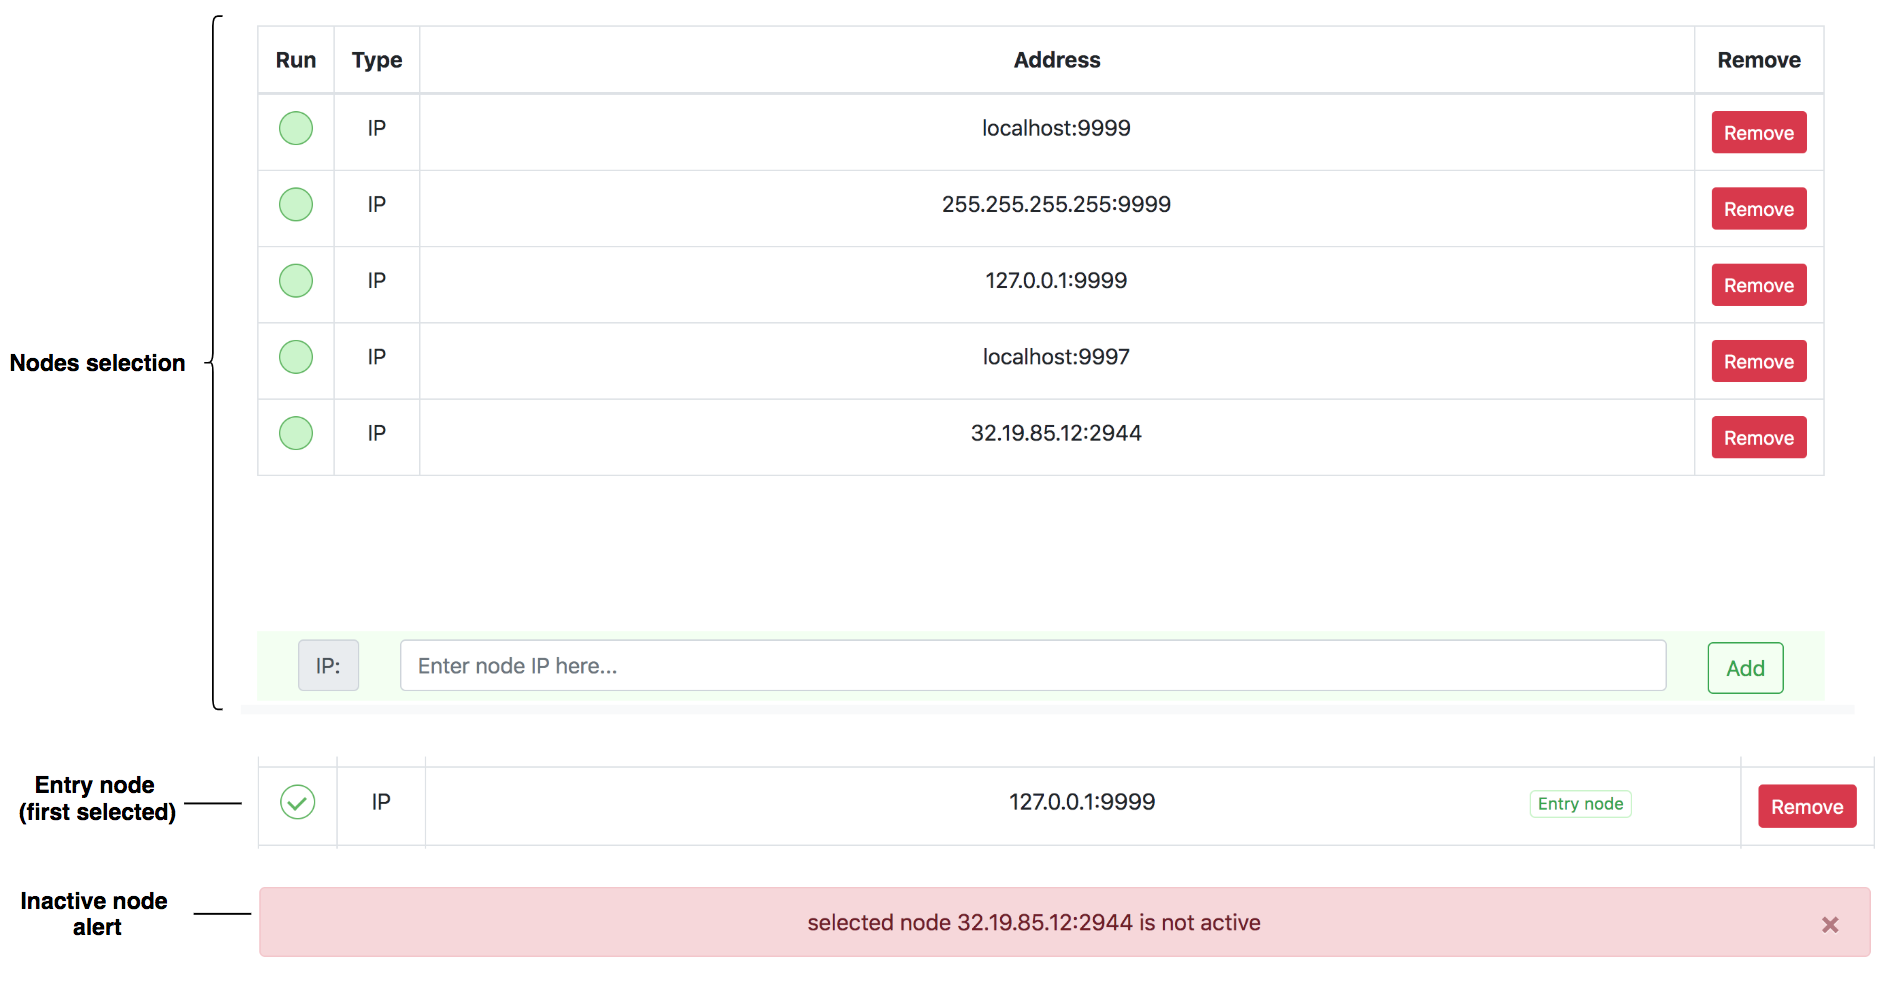 Run Type Address Remove
IP localhost:9999 Remove
IP 255.255.255.255:9999 Remove
IP 127.0.0.1:9999 Remove
Nodes selection
IP localhost:9997 Remove
IP 32.19.85.12:2944 Remove
IP: Enter node IP here... Add
Entry node
(first selected)
IP 127.0.0.1:9999 Entry node Remove
Inactive node
alert
selected node 32.19.85.12:2944 is not active ×